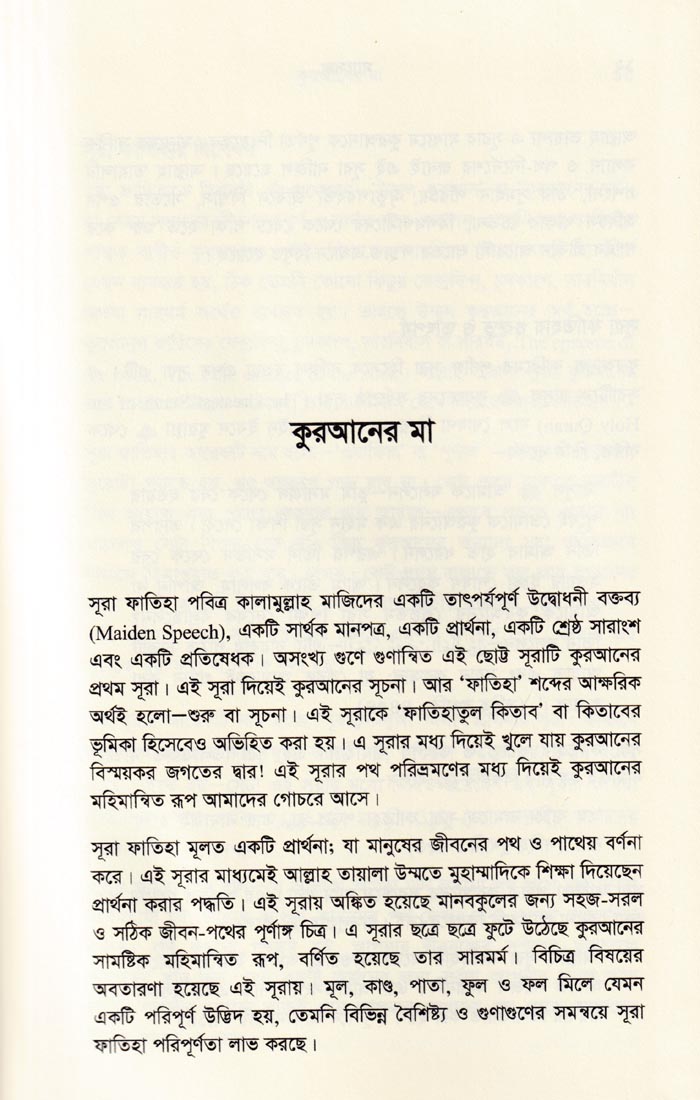 কুরআনের মা
সূরা ফাতিহা পবিত্র কালামুল্লাহ মাজিদের একটি তাৎপর্যপূর্ণ উদ্বোধনী বক্তব্য
(Maiden Speech), একটি সার্থক মানপত্র, একটি প্রার্থনা, একটি শ্রেষ্ঠ সারাংশ
এবং একটি প্রতিষেধক। অসংখ্য গুণে গুণান্বিত এই ছোট্ট সূরাটি কুরআনের
প্রথম সূরা। এই সূরা দিয়েই কুরআনের সূচনা। আর ‘ফাতিহা’ শব্দের আক্ষরিক
অর্থই হলো—শুরু বা সূচনা। এই সূরাকে ‘ফাতিহাতুল কিতাব’ বা কিতাবের
ভূমিকা হিসেবেও অভিহিত করা হয়। এ সূরার মধ্য দিয়েই খুলে যায় কুরআনের
বিস্ময়কর জগতের দ্বার! এই সূরার পথ পরিভ্রমণের মধ্য দিয়েই কুরআনের
মহিমান্বিত রূপ আমাদের গোচরে আসে।
সূরা ফাতিহা মূলত একটি প্রার্থনা; যা মানুষের জীবনের পথ ও পাথেয় বর্ণনা
করে। এই সূরার মাধ্যমেই আল্লাহ তায়ালা উম্মতে মুহাম্মাদিকে শিক্ষা দিয়েছেন
প্রার্থনা করার পদ্ধতি। এই সূরায় অঙ্কিত হয়েছে মানবকুলের জন্য সহজ-সরল
ও সঠিক জীবন-পথের পূর্ণাঙ্গ চিত্র। এ সূরার ছত্রে ছত্রে ফুটে উঠেছে কুরআনের
সামষ্টিক মহিমান্বিত রূপ, বর্ণিত হয়েছে তার সারমর্ম। বিচিত্র বিষয়ের
অবতারণা হয়েছে এই সূরায়। মূল, কাণ্ড, পাতা, ফুল ও ফল মিলে যেমন
একটি পরিপূর্ণ উদ্ভিদ হয়, তেমনি বিভিন্ন বৈশিষ্ট্য ও গুণাগুণের সমন্বয়ে সূরা
ফাতিহা পরিপূর্ণতা লাভ করছে।